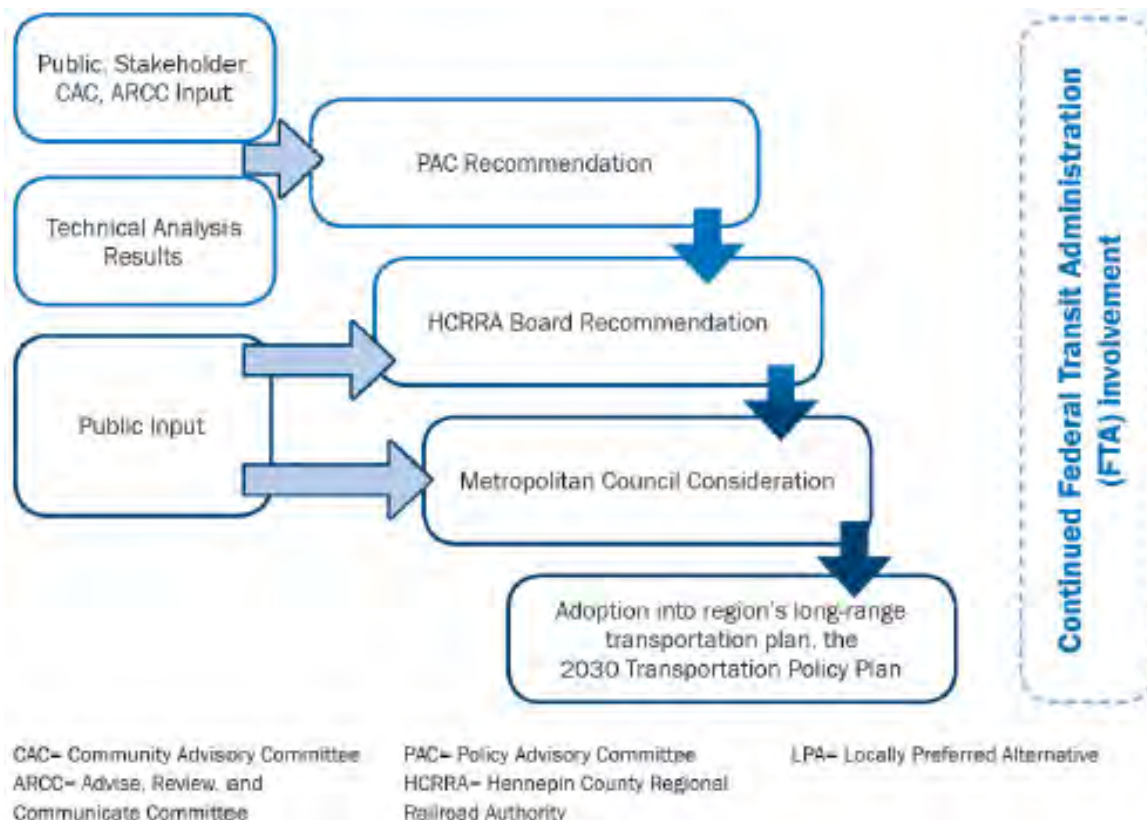 Public, Stakeholder
CAC, ARCC Input
PAC Recommendation
Technical Analysis
Results
HCRRA Board Recommendation
Public Input
Metropolitan Council Consideration
Adoption into region's long-range
transportation plan, the
2030 Transportation Policy Plan
Continued Federal Transit Administration
(FTA) Involvement
CAC= Community Advisory Committee
ARCC= Advise, Review, and
Communicate Committee
PAC= Policy Advisory Committee
HCRRA= Hennepin County Regional
Railroad Authority
LPA= Locally Preferred Alternative